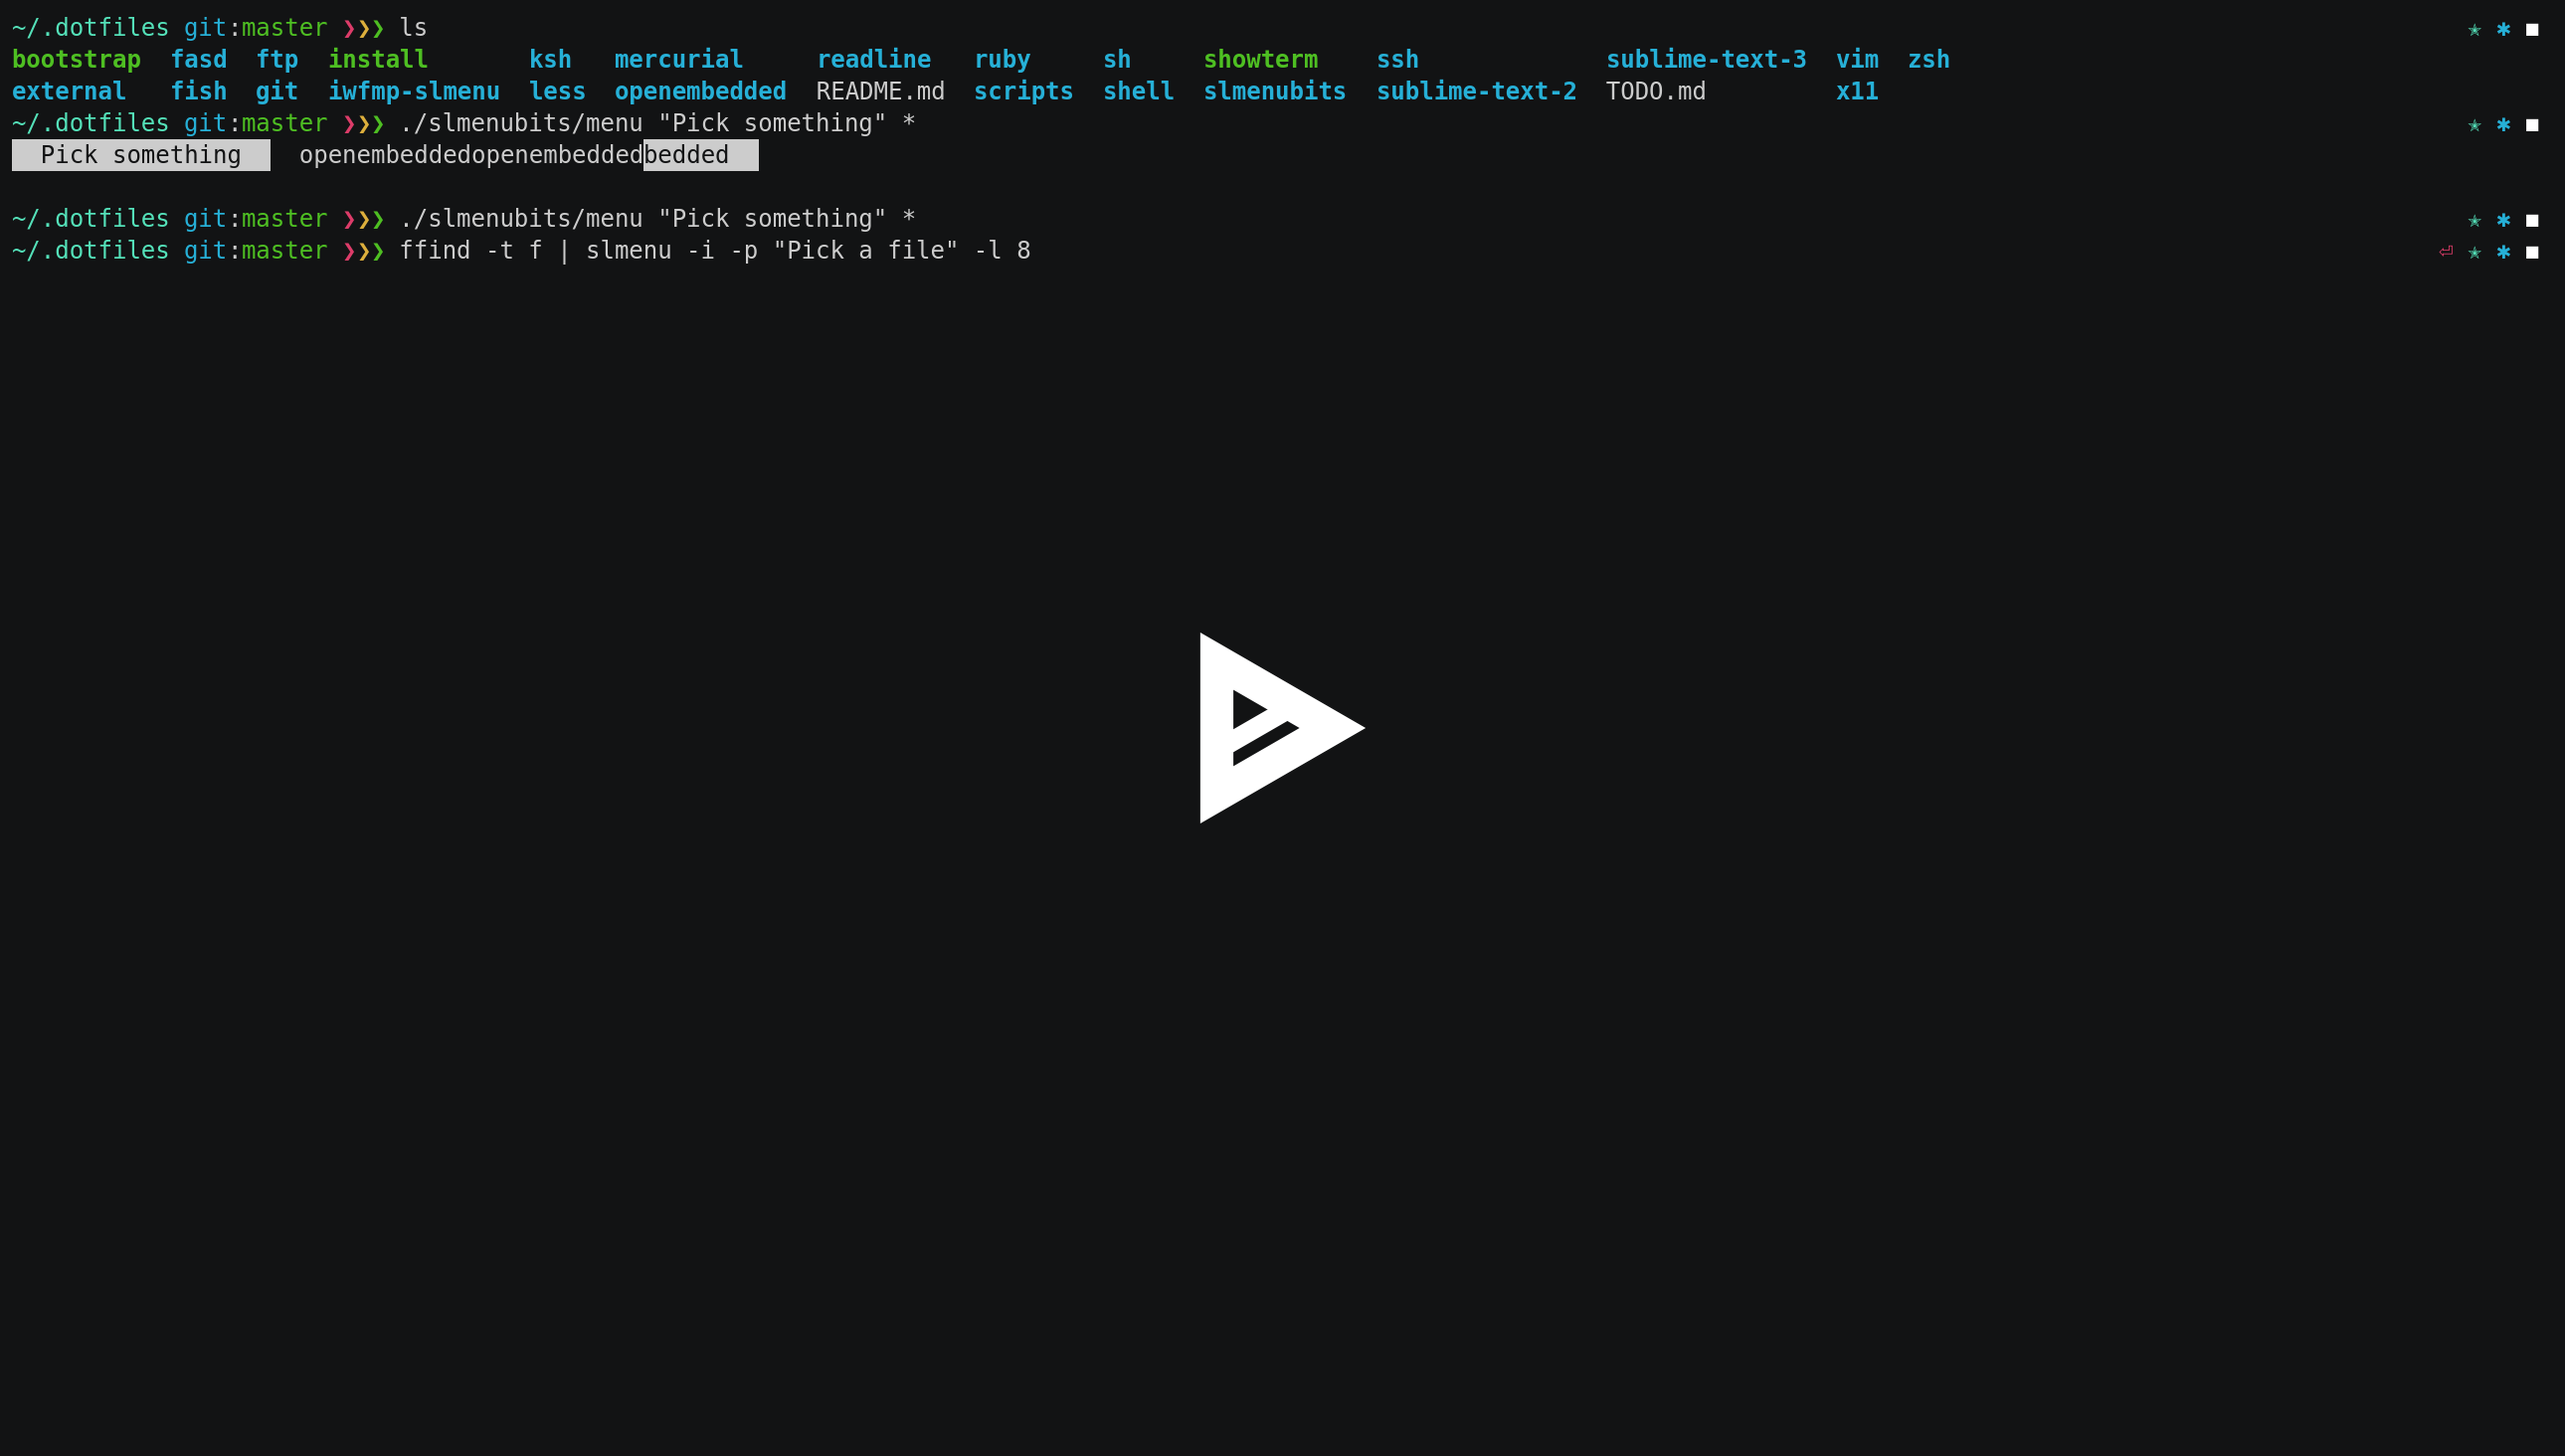 ~/.dotfiles git:master ❯❯❯ ls ✭ ✱ ◼
bootstrap fasd ftp install ksh mercurial readline ruby sh showterm ssh sublime-text-3 vim zsh
external fish git iwfmp-slmenu less openembedded README.md scripts shell slmenubits sublime-text-2 TODO.md x11
~/.dotfiles git:master ❯❯❯ ./slmenubits/menu "Pick something" * ✭ ✱ ◼
Pick something openembeddedopenembeddedbedded
~/.dotfiles git:master ❯❯❯ ./slmenubits/menu "Pick something" * ✭ ✱ ◼
~/.dotfiles git:master ❯❯❯ ffind -t f | slmenu -i -p "Pick a file" -l 8 ⏎ ✭ ✱ ◼